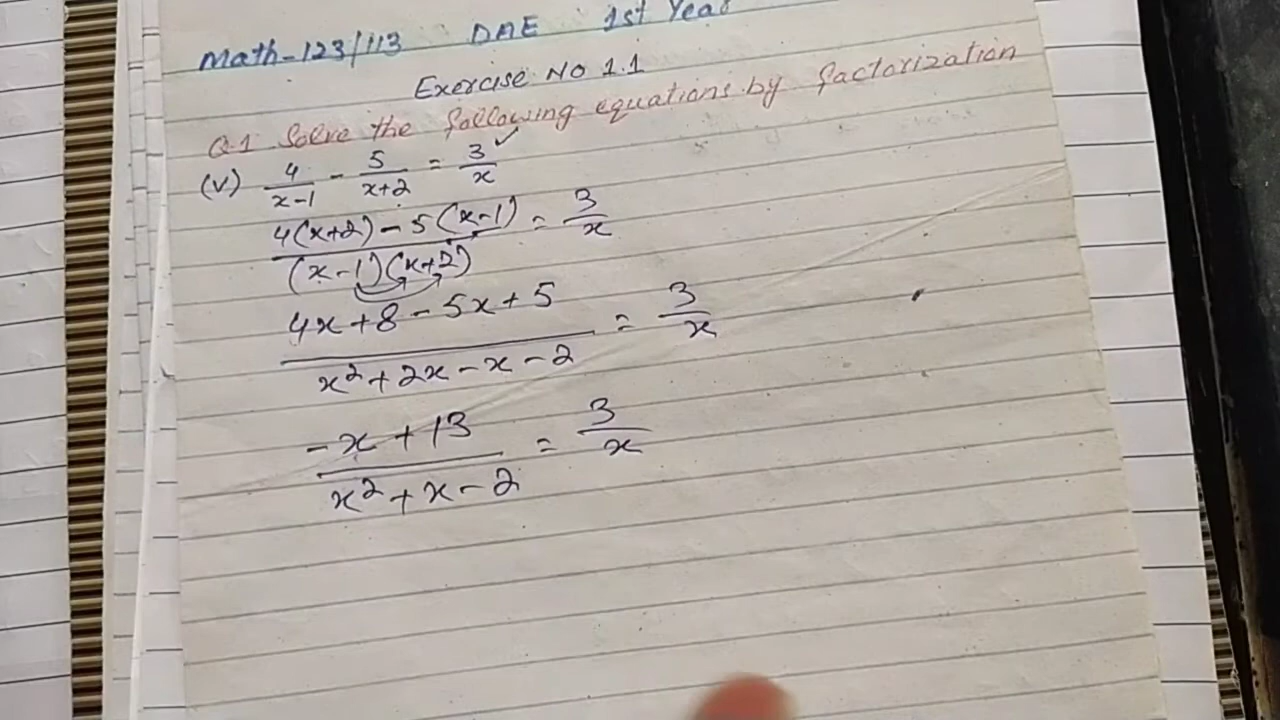 Math-123/113 DAE 1st Year
Exercise No 1.1
Q.1 Solve the following equations by factorization
(V) 4/(x-1) - 5/(x+2) = 3/x ✓
(4(x+2) - 5(x-1))/((x-1)(x+2)) = 3/x
(4x+8-5x+5)/(x²+2x-x-2) = 3/x
(-x+13)/(x²+x-2) = 3/x